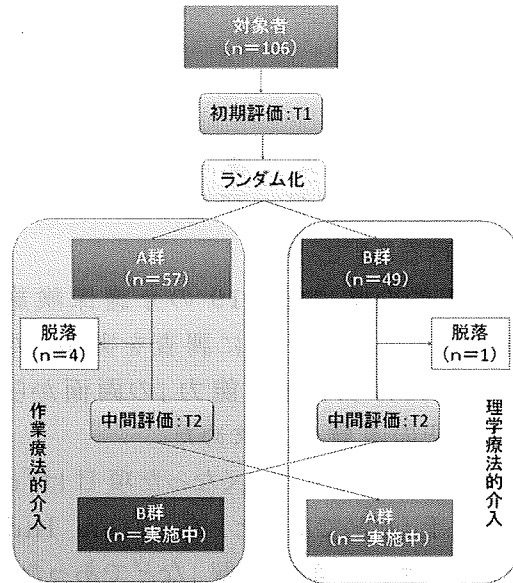 対象者
(n=106)
初期評価:T1
ランダム化
A群
(n=57)
脱落
(n=4)
中間評価:T2
B群
(n=実施中)
作業療法的介入
B群
(n=49)
脱落
(n=1)
中間評価:T2
A群
(n=実施中)
理学療法的介入